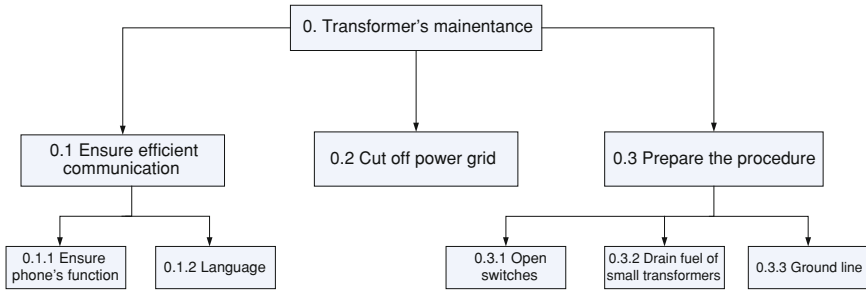 0. Transformer's mainentance
0.1 Ensure efficient
communication
0.2 Cut off power grid
0.3 Prepare the procedure
0.1.1 Ensure
phone's function
0.1.2 Language
0.3.1 Open
switches
0.3.2 Drain fuel of
small transformers
0.3.3 Ground line